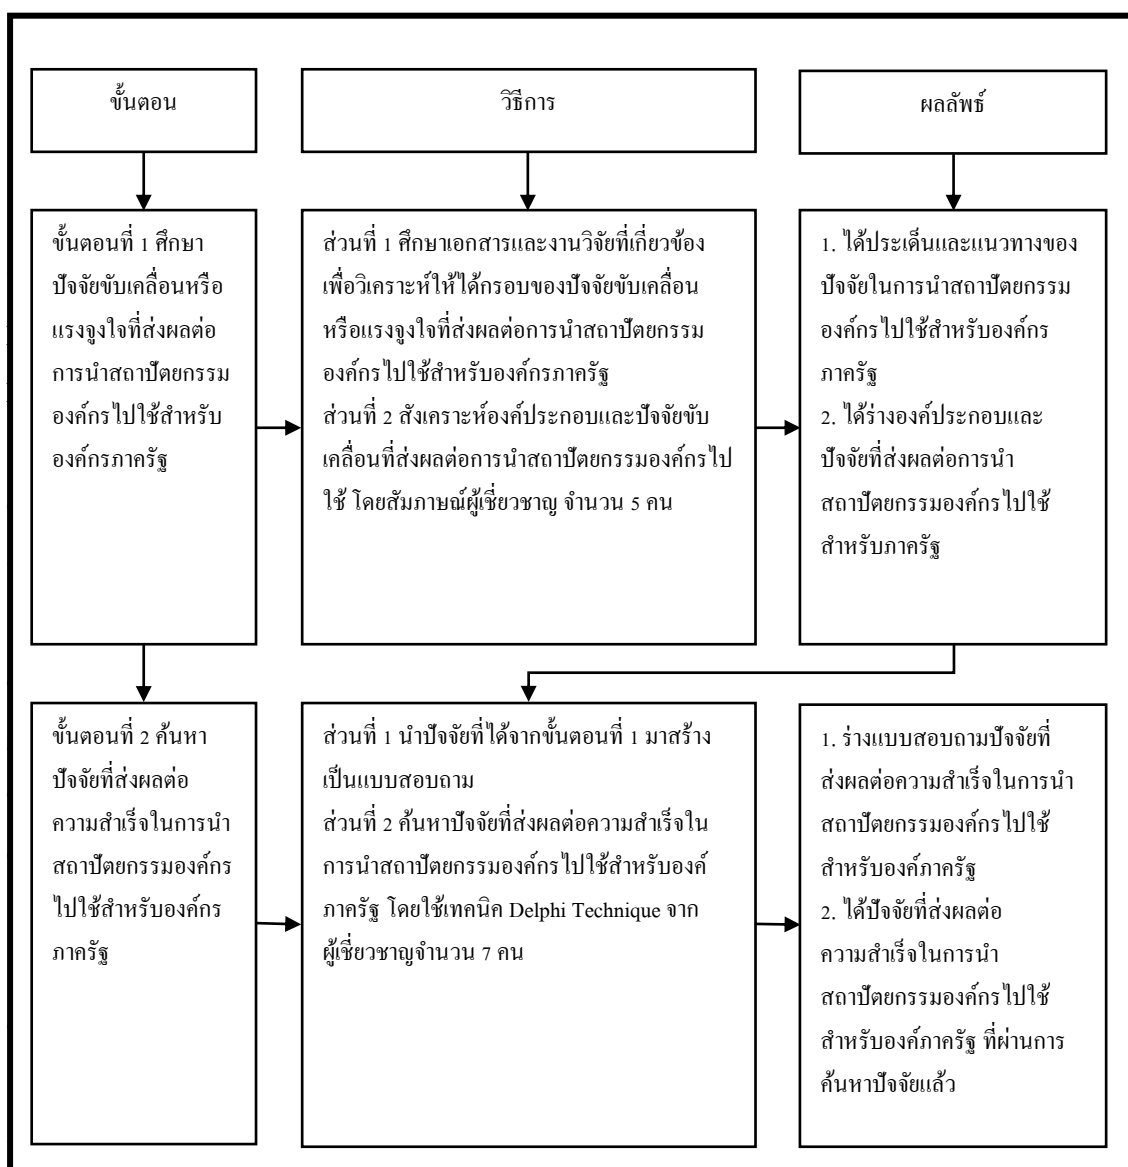 ขั้นตอน
วิธีการ
ผลลัพธ์
ขั้นตอนที่ 1 ศึกษา
ปัจจัยขับเคลื่อนหรือ
แรงจูงใจที่ส่งผลต่อ
การนำสถาปัตยกรรม
องค์กรไปใช้สำหรับ
องค์กรภาครัฐ
ส่วนที่ 1 ศึกษาเอกสารและงานวิจัยที่เกี่ยวข้อง
เพื่อวิเคราะห์ให้ได้กรอบของปัจจัยขับเคลื่อน
หรือแรงจูงใจที่ส่งผลต่อการนำสถาปัตยกรรม
องค์กรไปใช้สำหรับองค์กรภาครัฐ
ส่วนที่ 2 สังเคราะห์องค์ประกอบและปัจจัยขับ
เคลื่อนที่ส่งผลต่อการนำสถาปัตยกรรมองค์กรไป
ใช้ โดยสัมภาษณ์ผู้เชี่ยวชาญ จำนวน 5 คน
1. ได้ประเด็นและแนวทางของ
ปัจจัยในการนำสถาปัตยกรรม
องค์กรไปใช้สำหรับองค์กร
ภาครัฐ
2. ได้ร่างองค์ประกอบและ
ปัจจัยที่ส่งผลต่อการนำ
สถาปัตยกรรมองค์กรไปใช้
สำหรับภาครัฐ
ขั้นตอนที่ 2 ค้นหา
ปัจจัยที่ส่งผลต่อ
ความสำเร็จในการนำ
สถาปัตยกรรมองค์กร
ไปใช้สำหรับองค์กร
ภาครัฐ
ส่วนที่ 1 นำปัจจัยที่ได้จากขั้นตอนที่ 1 มาสร้าง
เป็นแบบสอบถาม
ส่วนที่ 2 ค้นหาปัจจัยที่ส่งผลต่อความสำเร็จใน
การนำสถาปัตยกรรมองค์กรไปใช้สำหรับองค์
ภาครัฐ โดยใช้เทคนิค Delphi Technique จาก
ผู้เชี่ยวชาญจำนวน 7 คน
1. ร่างแบบสอบถามปัจจัยที่
ส่งผลต่อความสำเร็จในการนำ
สถาปัตยกรรมองค์กรไปใช้
สำหรับองค์ภาครัฐ
2. ได้ปัจจัยที่ส่งผลต่อ
ความสำเร็จในการนำ
สถาปัตยกรรมองค์กรไปใช้
สำหรับองค์ภาครัฐ ที่ผ่านการ
ค้นหาปัจจัยแล้ว